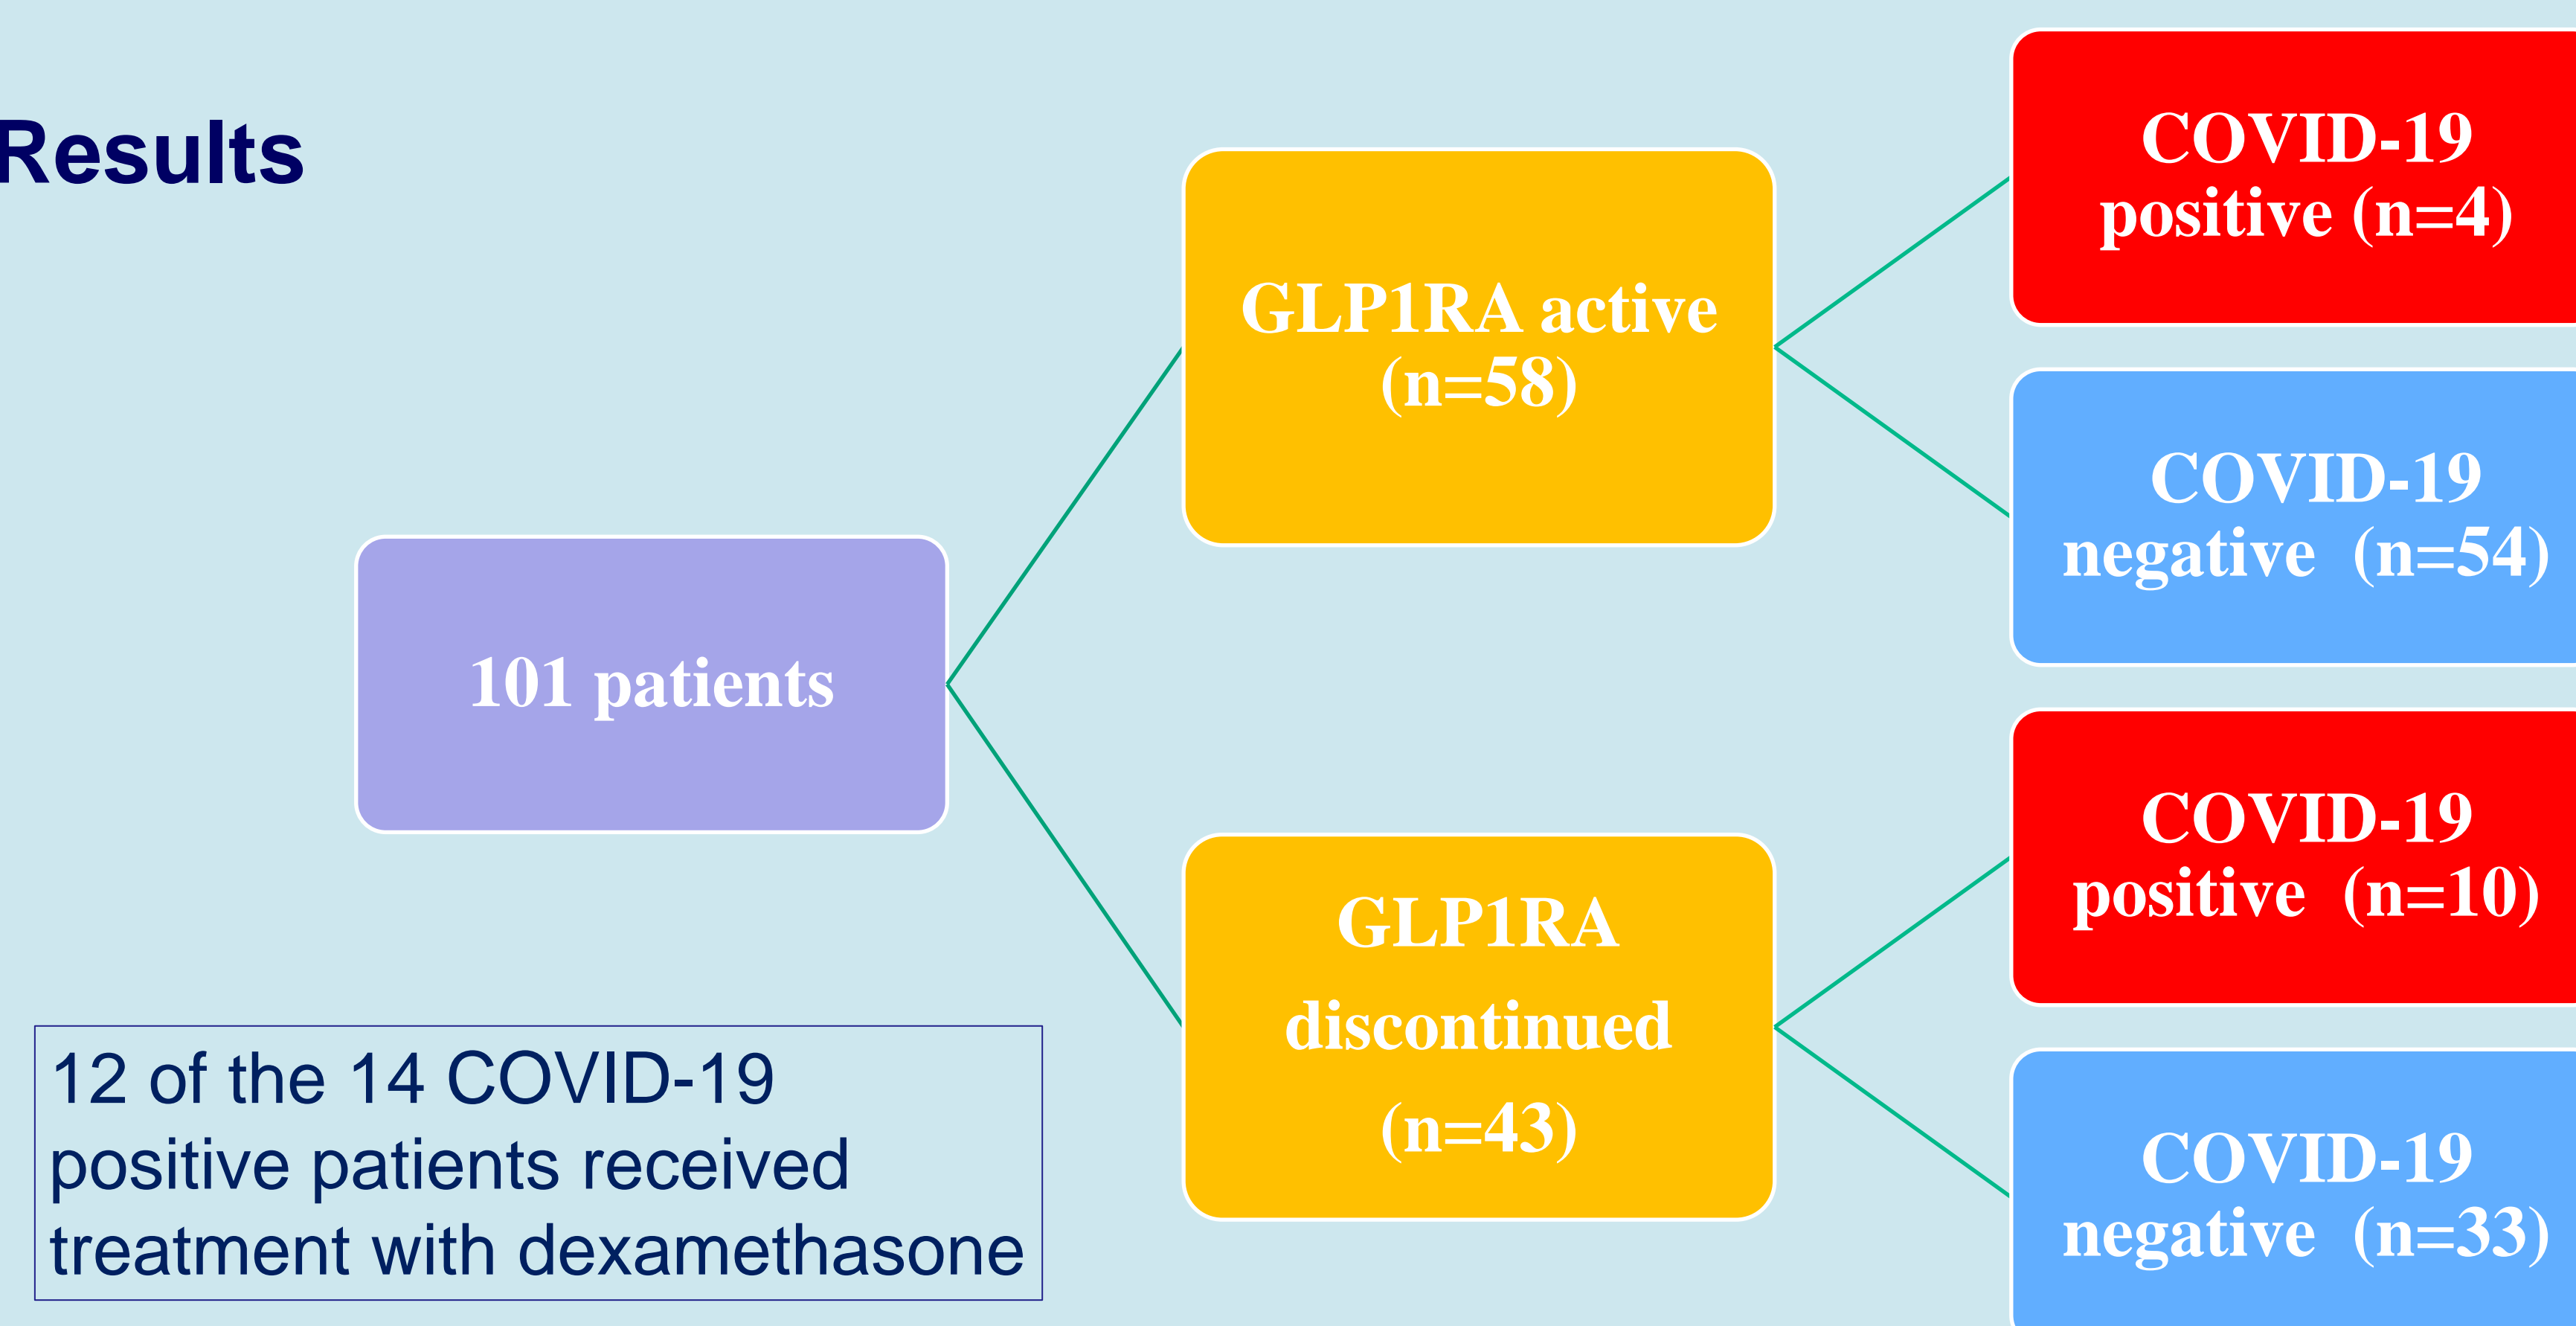 Results
101 patients
GLP1RA active
(n=58)
GLP1RA
discontinued
(n=43)
COVID-19
positive (n=4)
COVID-19
negative (n=54)
COVID-19
positive (n=10)
COVID-19
negative (n=33)
12 of the 14 COVID-19
positive patients received
treatment with dexamethasone